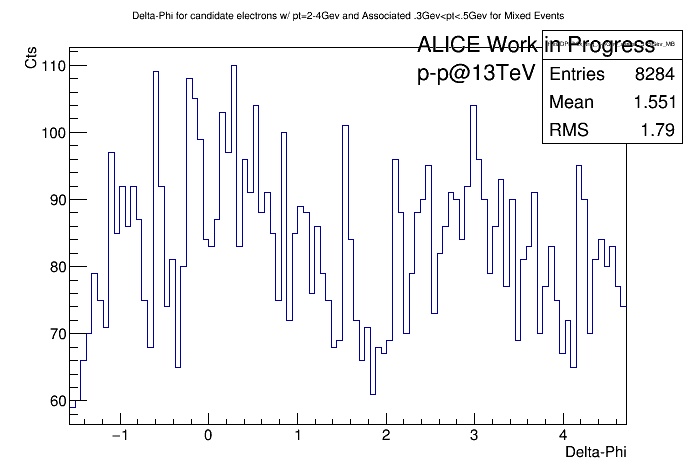 Delta-Phi for candidate electrons w/ pt=2-4Gev and Associated .3Gev<pt<.5Gev for Mixed Events
Cts
ALICE Work in Progress
p-p@13TeV
Entries 8284
Mean 1.551
RMS 1.79
110
100
90
80
70
60
−1 0 1 2 3 4
Delta-Phi